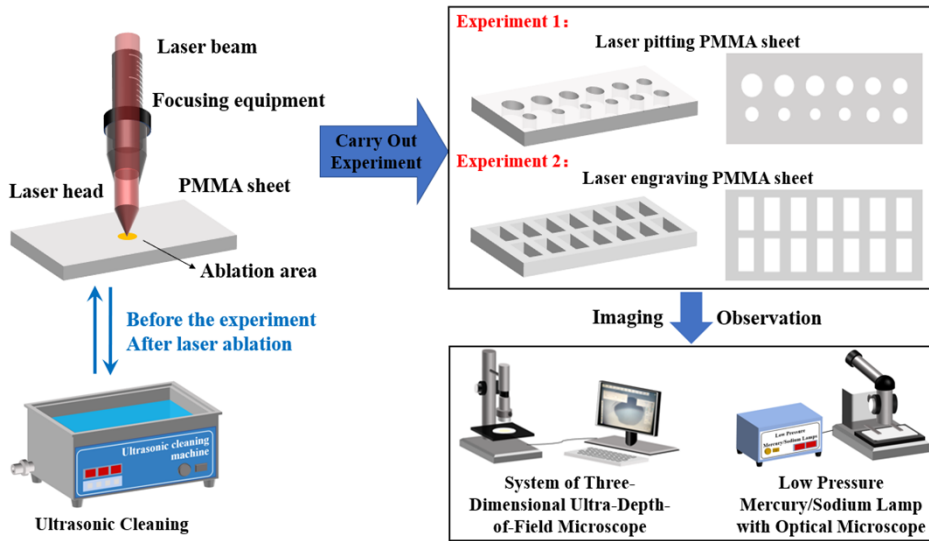 Laser beam
Focusing equipment
Laser head
PMMA sheet
Ablation area
Before the experiment
After laser ablation
Ultrasonic cleaning
machine
Ultrasonic Cleaning
Carry Out
Experiment
Experiment 1:
Laser pitting PMMA sheet
Experiment 2:
Laser engraving PMMA sheet
Imaging
Observation
System of Three-
Dimensional Ultra-Depth-
of-Field Microscope
Low Pressure
Mercury/Sodium Lamps
Low Pressure
Mercury/Sodium Lamp
with Optical Microscope